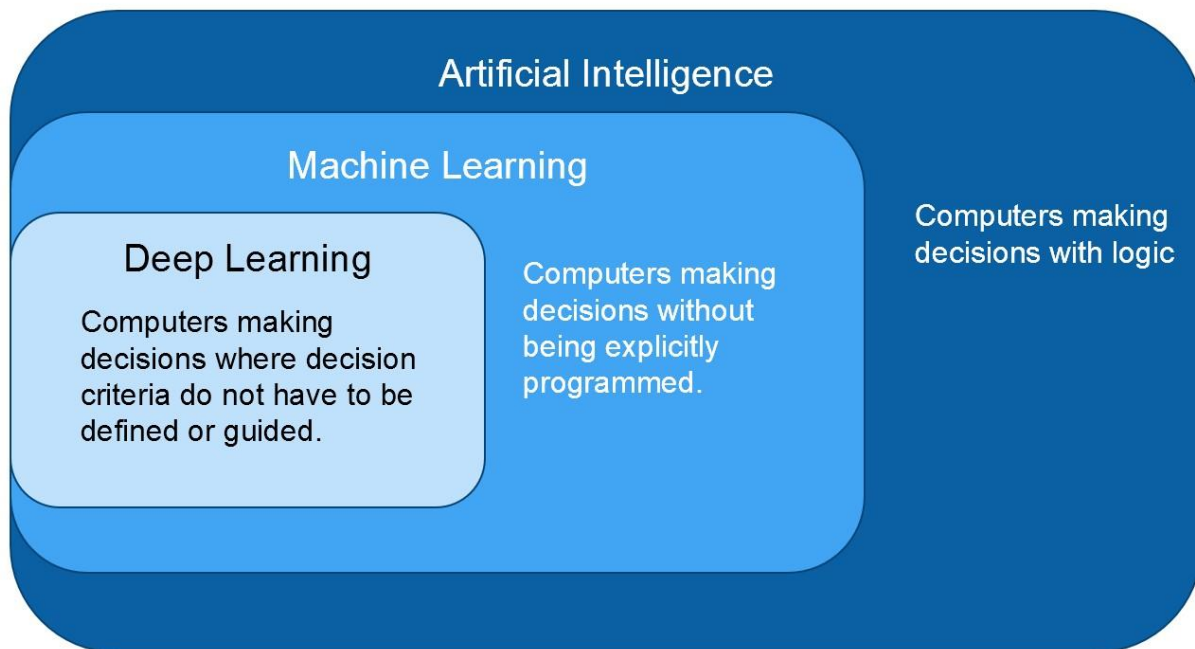 Artificial Intelligence
Machine Learning
Deep Learning
Computers making
decisions where decision
criteria do not have to be
defined or guided.
Computers making
decisions without
being explicitly
programmed.
Computers making
decisions with logic